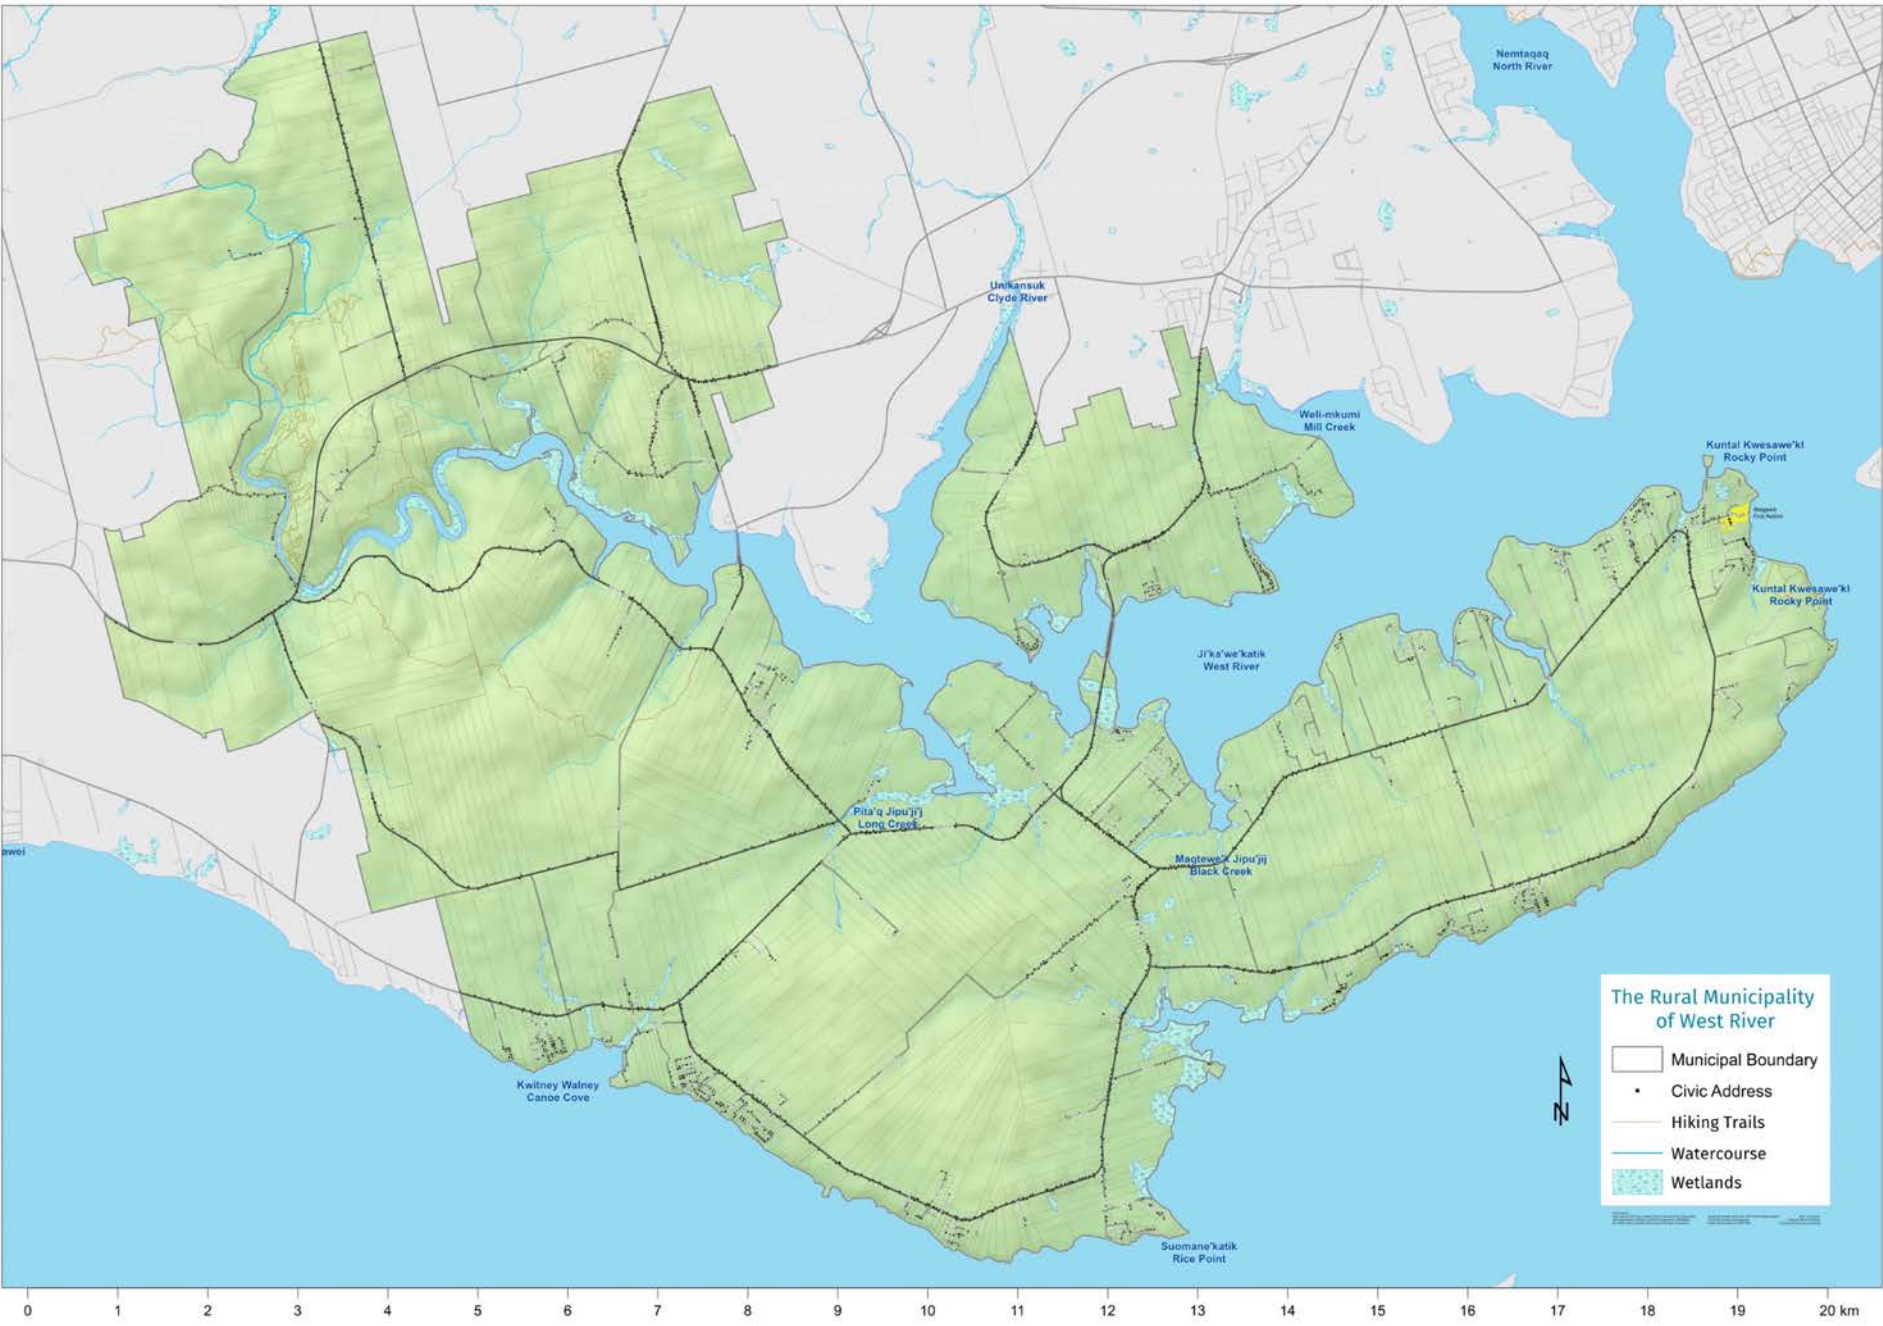 Nemtaqaq
North River
Unikansuk
Clyde River
Weli-mkumi
Mill Creek
Kuntal Kwesawe'kl
Rocky Point
Kuntal Kwesawe'kl
Rocky Point
Ji'ka'we'katik
West River
Pita'q Jipu'ji'j
Long Creek
Maqtewe'k Jipu'jij
Black Creek
awei
Kwitney Walney
Canoe Cove
Suomane'katik
Rice Point
The Rural Municipality
of West River
Municipal Boundary
Civic Address
Hiking Trails
Watercourse
Wetlands
N
0 1 2 3 4 5 6 7 8 9 10 11 12 13 14 15 16 17 18 19 20 km